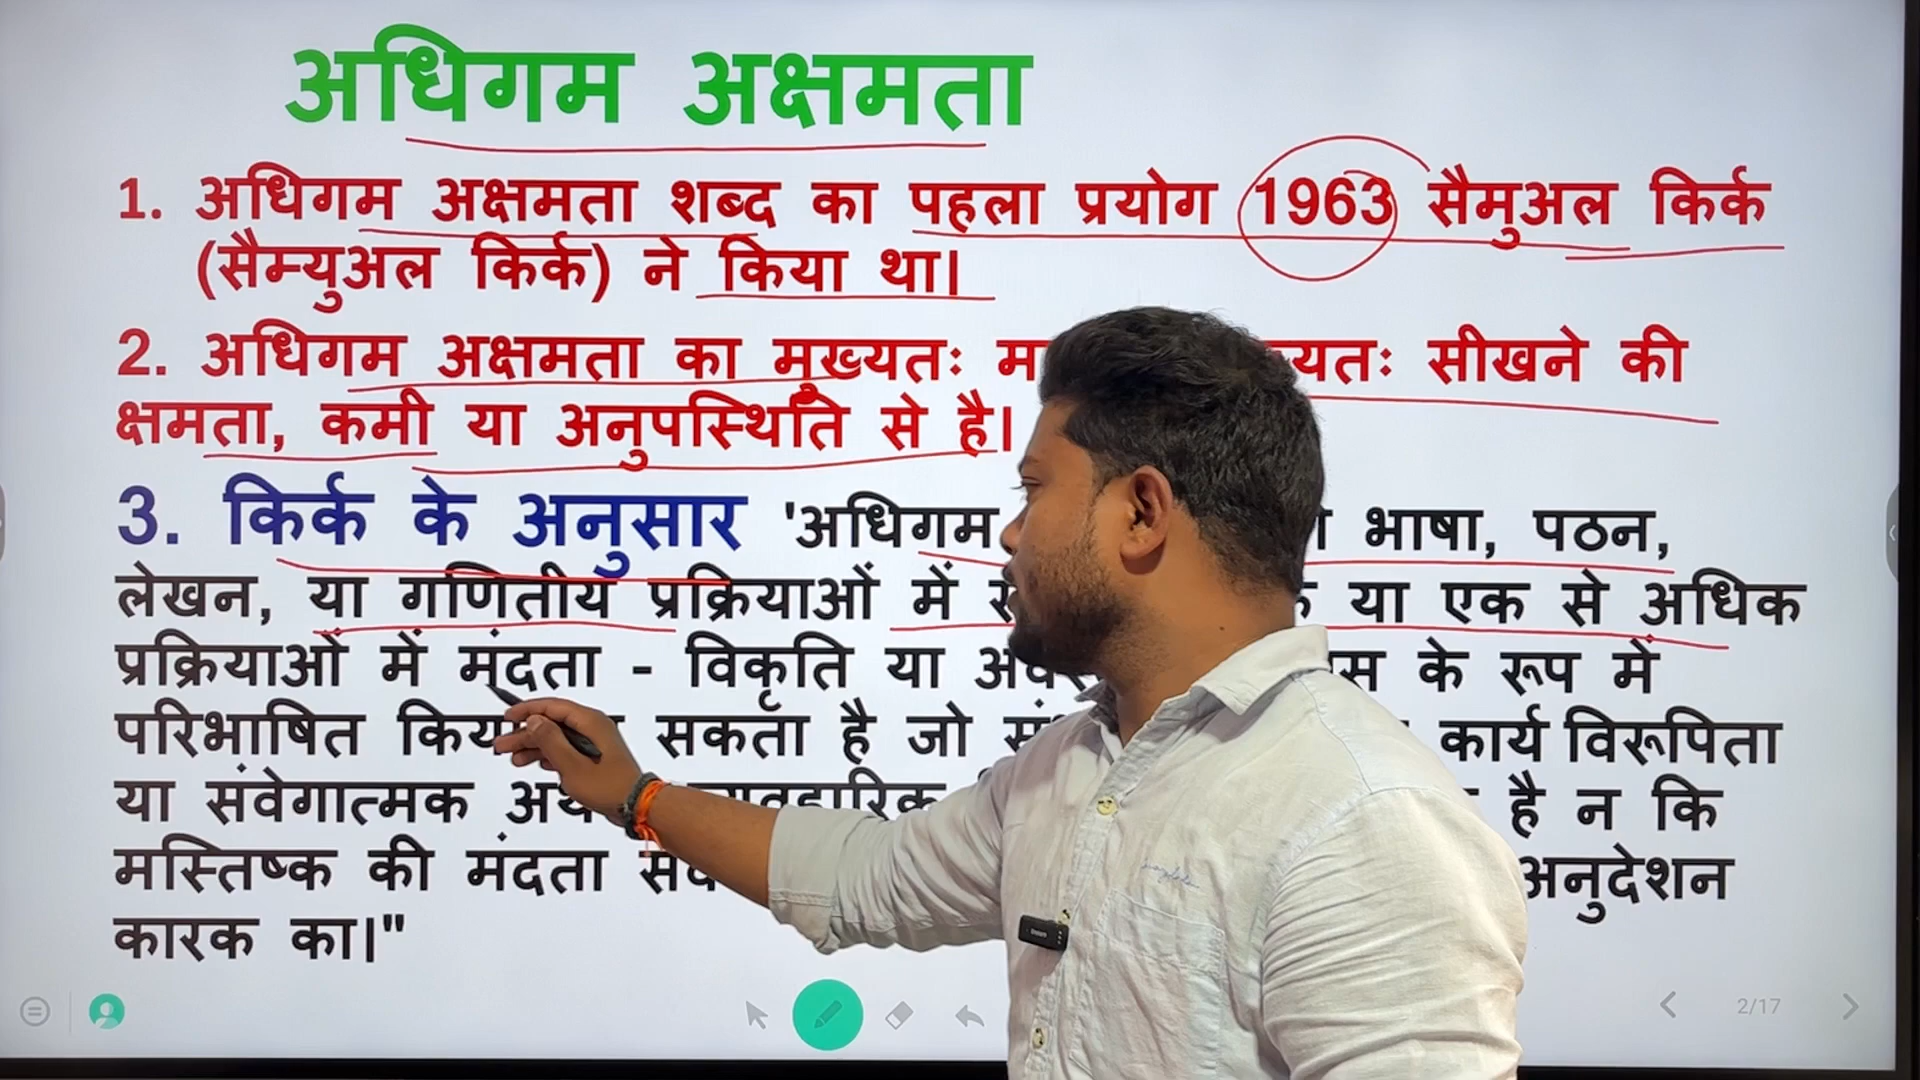 अधिगम अक्षमता
1. अधिगम अक्षमता शब्द का पहला प्रयोग 1963 सैमुअल किर्क
(सैम्युअल किर्क) ने किया था।
2. अधिगम अक्षमता का मुख्यतः सीखने की
क्षमता, कमी या अनुपस्थिति से है।
3. किर्क के अनुसार 'अधिगम भाषा, पठन,
लेखन, या गणितीय प्रक्रियाओं में या एक से अधिक
प्रक्रियाओं में मंदता - विकृति या के रूप में
परिभाषित सकता है जो कार्य विरूपिता
या संवेगात्मक है न कि
मस्तिष्क की मंदता अनुदेशन
कारक का।"
2/17